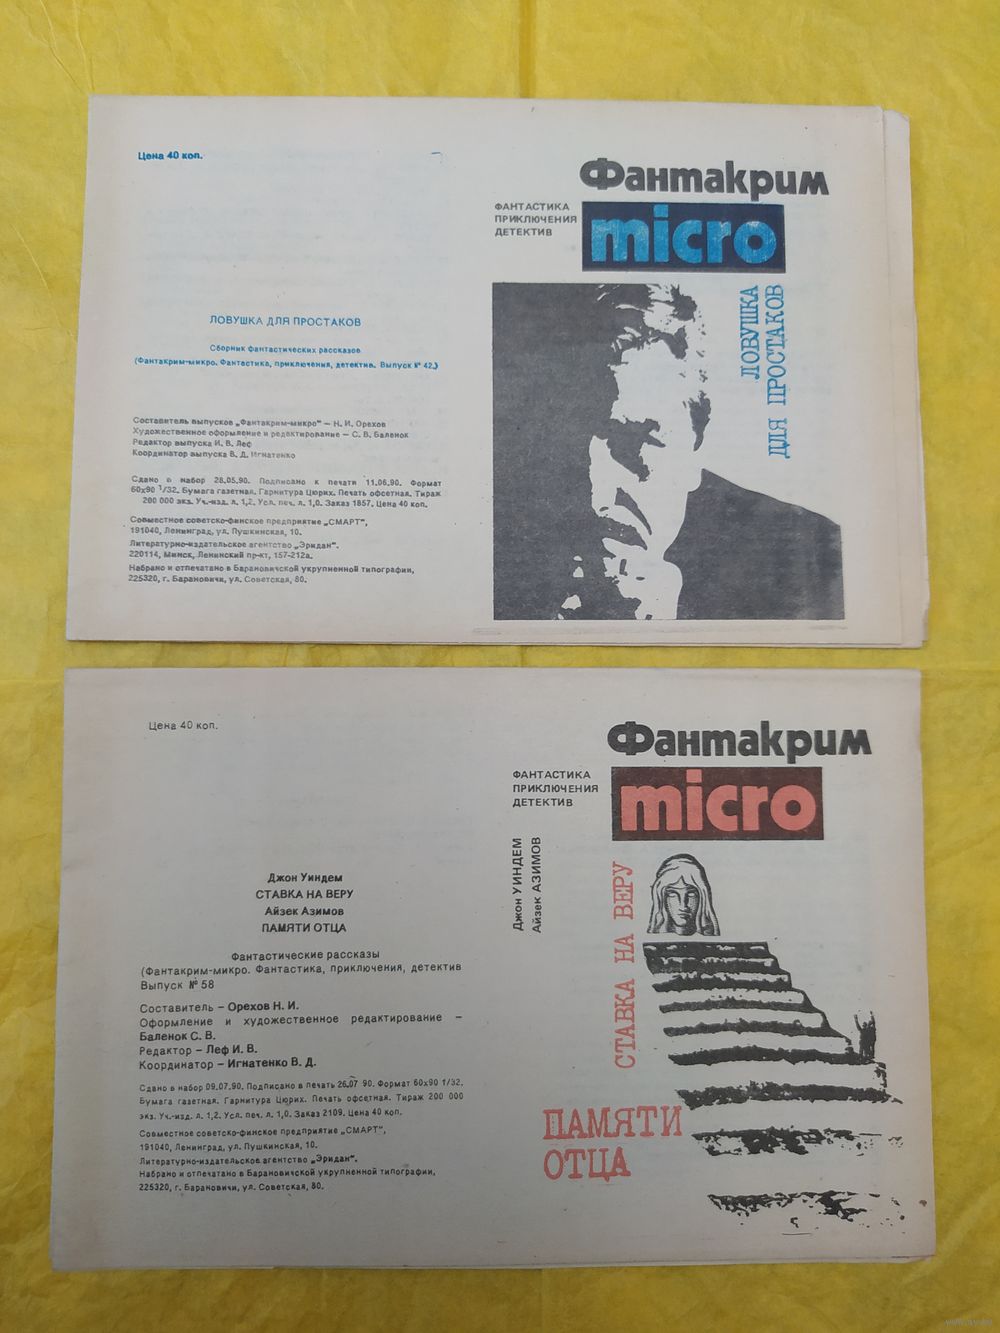 Цена 40 коп.
ЛОВУШКА ДЛЯ ПРОСТАКОВ
Сборник фантастических рассказов
(Фантакрим-микро. Фантастика, приключения, детектив. Выпуск № 42.)
Составитель выпусков „Фантакрим-микро" – Н. И. Орехов
Художественное оформление и редактирование – С. В. Баленок
Редактор выпуска И. В. Леф
Координатор выпуска В. Д. Игнатенко
Сдано в набор 28.05.90. Подписано к печати 11.06.90. Формат
60х90 1/32. Бумага газетная. Гарнитура Цюрих. Печать офсетная. Тираж
200 000 экз. Уч.-изд. л. 1,2. Усл. печ. л. 1,0. Заказ 1857. Цена 40 коп.
Совместное советско-финское предприятие „СМАРТ",
191040, Ленинград, ул. Пушкинская, 10.
Литературно-издательское агентство „Эридан".
220114, Минск, Ленинский пр-кт, 157-212а.
Набрано и отпечатано в Барановичской укрупненной типографии,
225320, г. Барановичи, ул. Советская, 80.
Фантакрим
ФАНТАСТИКА
ПРИКЛЮЧЕНИЯ
ДЕТЕКТИВ
micro
ЛОВУШКА
ДЛЯ ПРОСТАКОВ
Цена 40 коп.
Джон Уиндем
СТАВКА НА ВЕРУ
Айзек Азимов
ПАМЯТИ ОТЦА
Фантастические рассказы
(Фантакрим-микро. Фантастика, приключения, детектив
Выпуск № 58
Составитель – Орехов Н. И.
Оформление и художественное редактирование –
Баленок С. В.
Редактор – Леф И. В.
Координатор – Игнатенко В. Д.
Сдано в набор 09.07.90. Подписано в печать 26.07 90. Формат 60х90 1/32.
Бумага газетная. Гарнитура Цюрих. Печать офсетная. Тираж 200 000
экз. Уч.-изд. л. 1,2. Усл. печ. л. 1,0. Заказ 2109. Цена 40 коп.
Совместное советско-финское предприятие „СМАРТ",
191040, Ленинград, ул. Пушкинская, 10.
Литературно-издательское агентство „Эридан".
Набрано и отпечатано в Барановичской укрупненной типографии,
225320, г. Барановичи, ул. Советская, 80.
Фантакрим
ФАНТАСТИКА
ПРИКЛЮЧЕНИЯ
ДЕТЕКТИВ
micro
Джон УИНДЕМ
Айзек АЗИМОВ
СТАВКА НА ВЕРУ
ПАМЯТИ
ОТЦА